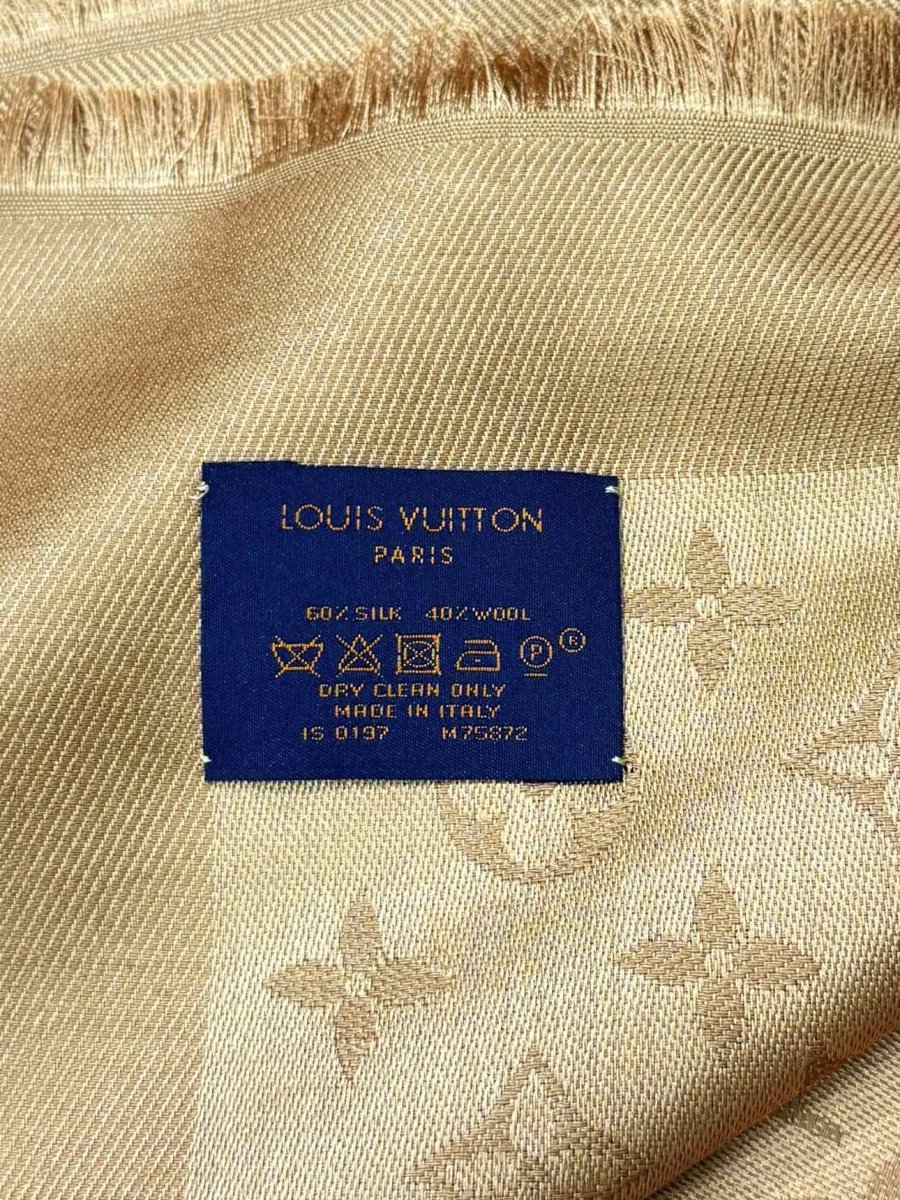 LOUIS VUITTON
PARIS
60% SILK 40% WOOL
P E
DRY CLEAN ONLY
MADE IN ITALY
IS 0197 M75872